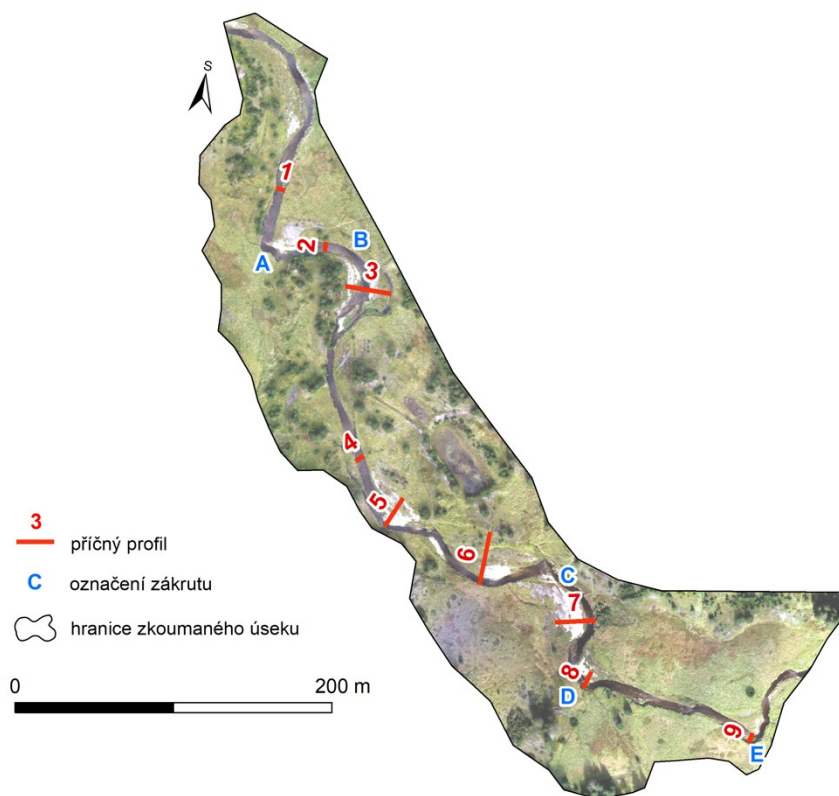 S
1
2
B
A
3
4
5
6
C
7
8
D
9
E
3
příčný profil
C
označení zákrutu
hranice zkoumaného úseku
0
200 m